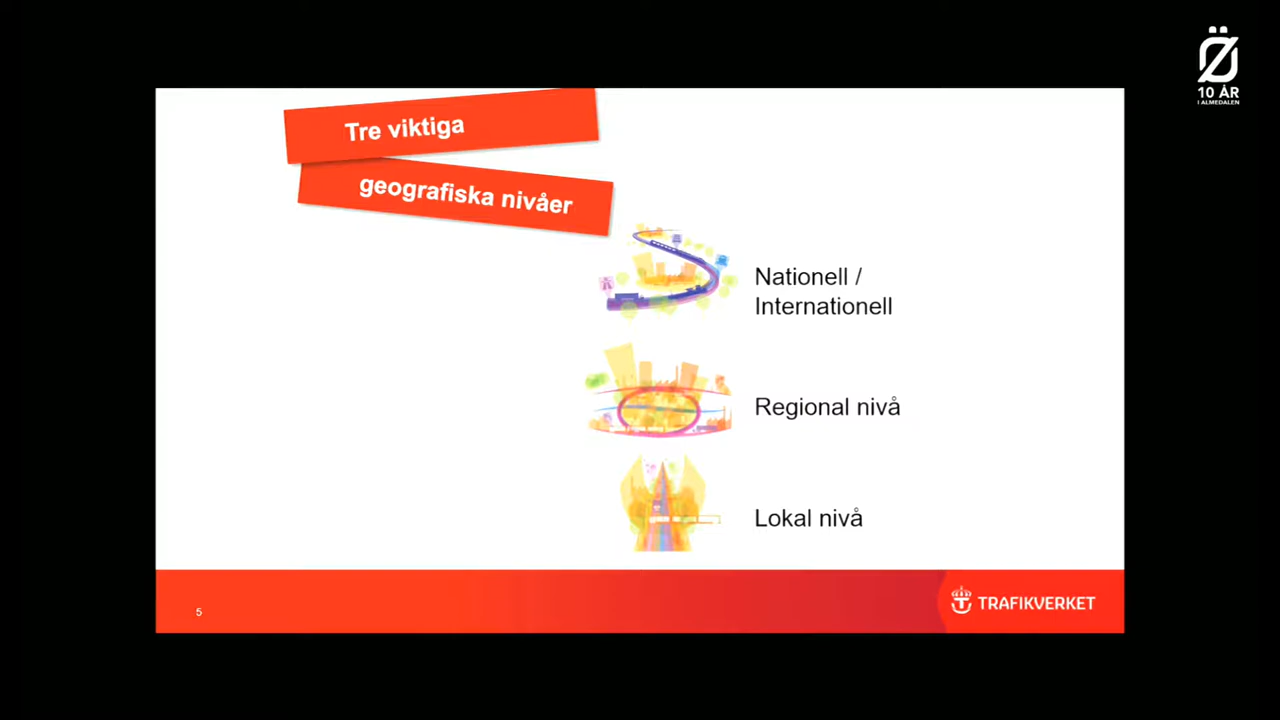 Ö
10 ÅR
I ALMEDALEN
Tre viktiga
geografiska nivåer
Nationell /
Internationell
Regional nivå
Lokal nivå
5
TRAFIKVERKET